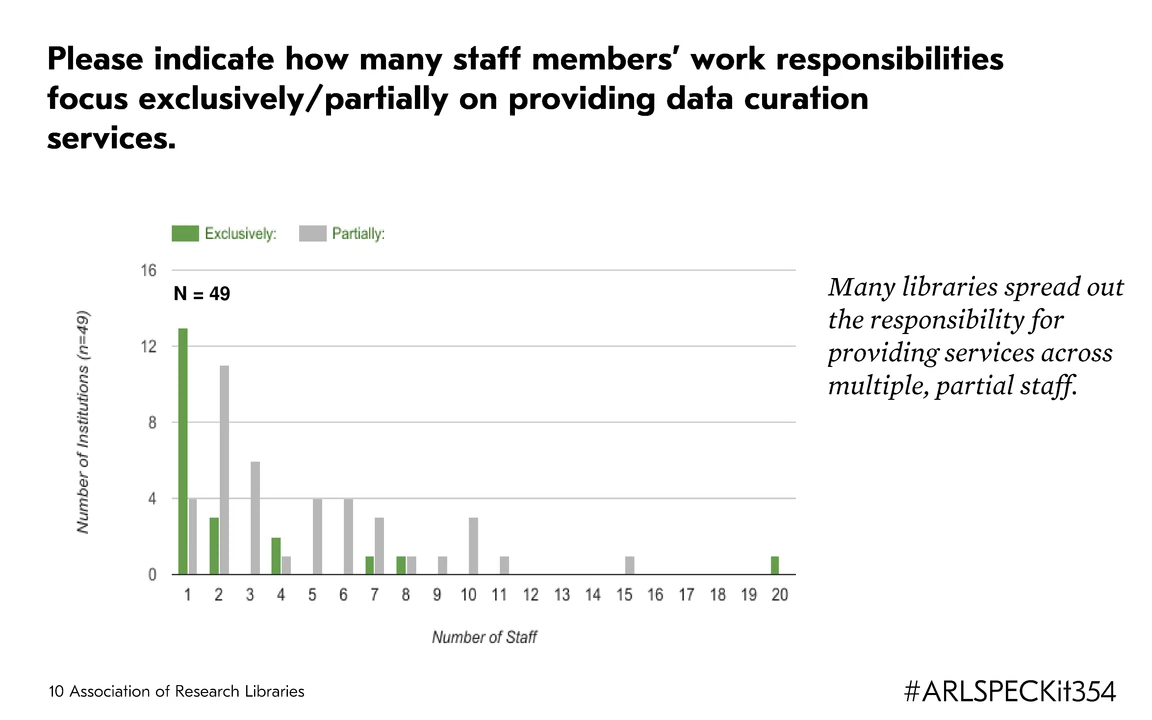 Please indicate how many staff members’ work responsibilities
focus exclusively/partially on providing data curation
services.
Exclusively:
Partially:
16
N = 49
12
8
4
0
Number of Institutions (n=49)
1 2 3 4 5 6 7 8 9 10 11 12 13 14 15 16 17 18 19 20
Number of Staff
Many libraries spread out
the responsibility for
providing services across
multiple, partial staff.
10 Association of Research Libraries
#ARLSPECKit354